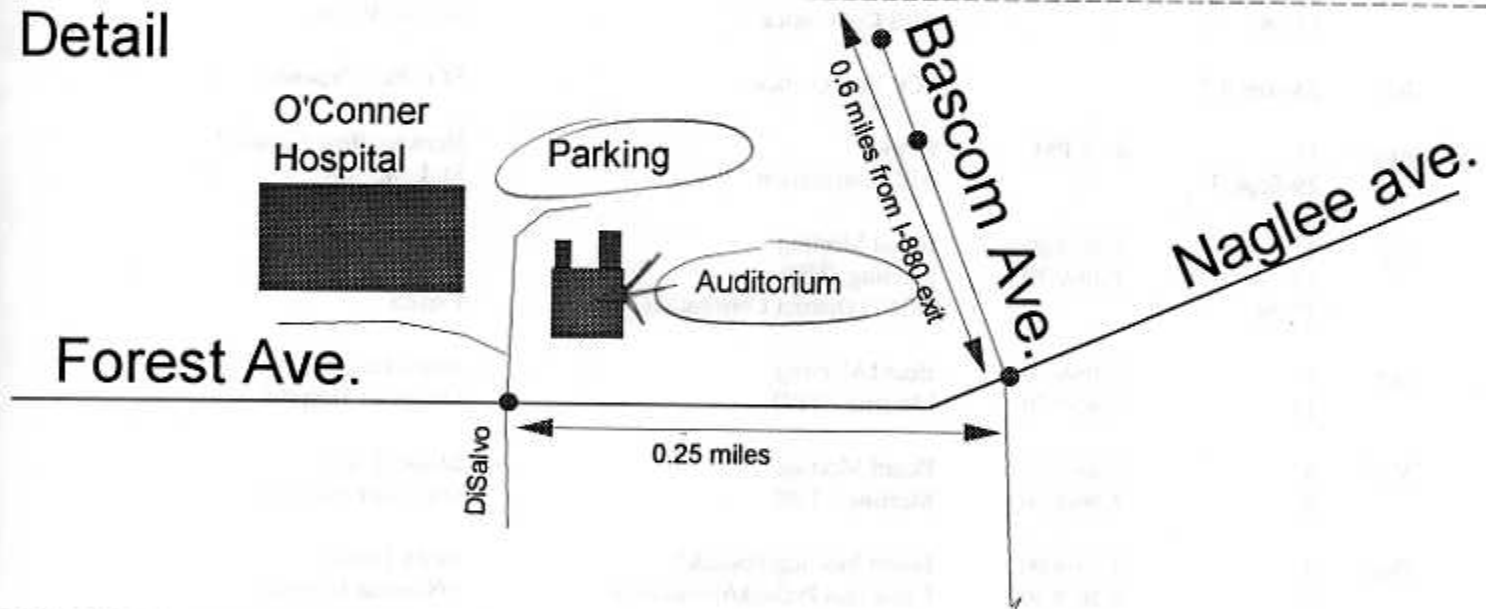 Detail
O'Conner
Hospital
Parking
Auditorium
0.6 miles from I-880 exit
Bascom Ave.
Naglee ave.
Forest Ave.
DiSalvo
0.25 miles